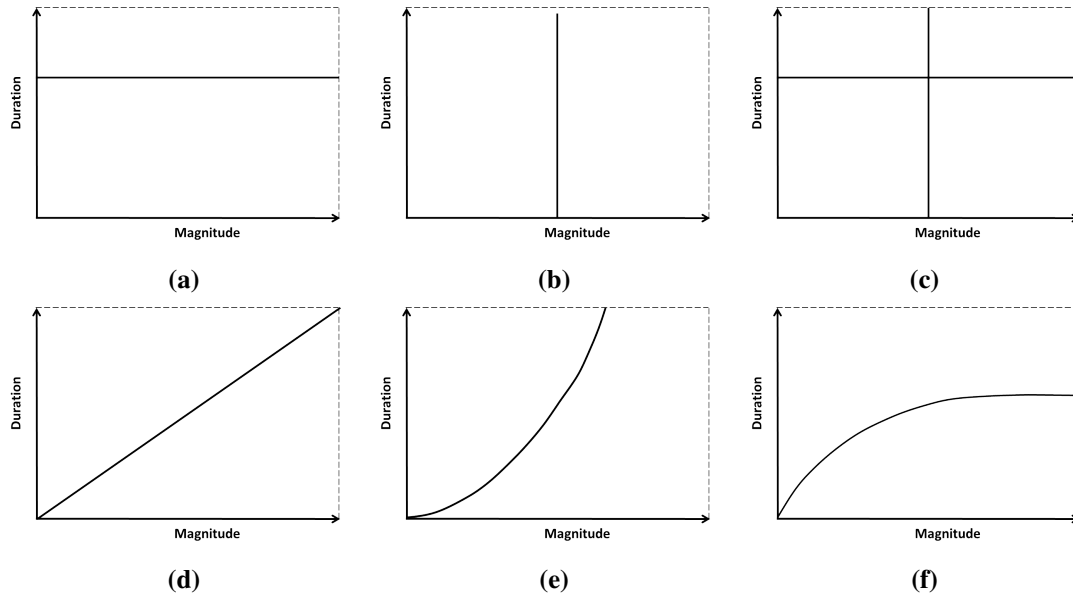 Duration Duration Duration
Magnitude Magnitude Magnitude
(a) (b) (c)
Duration Duration Duration
Magnitude Magnitude Magnitude
(d) (e) (f)